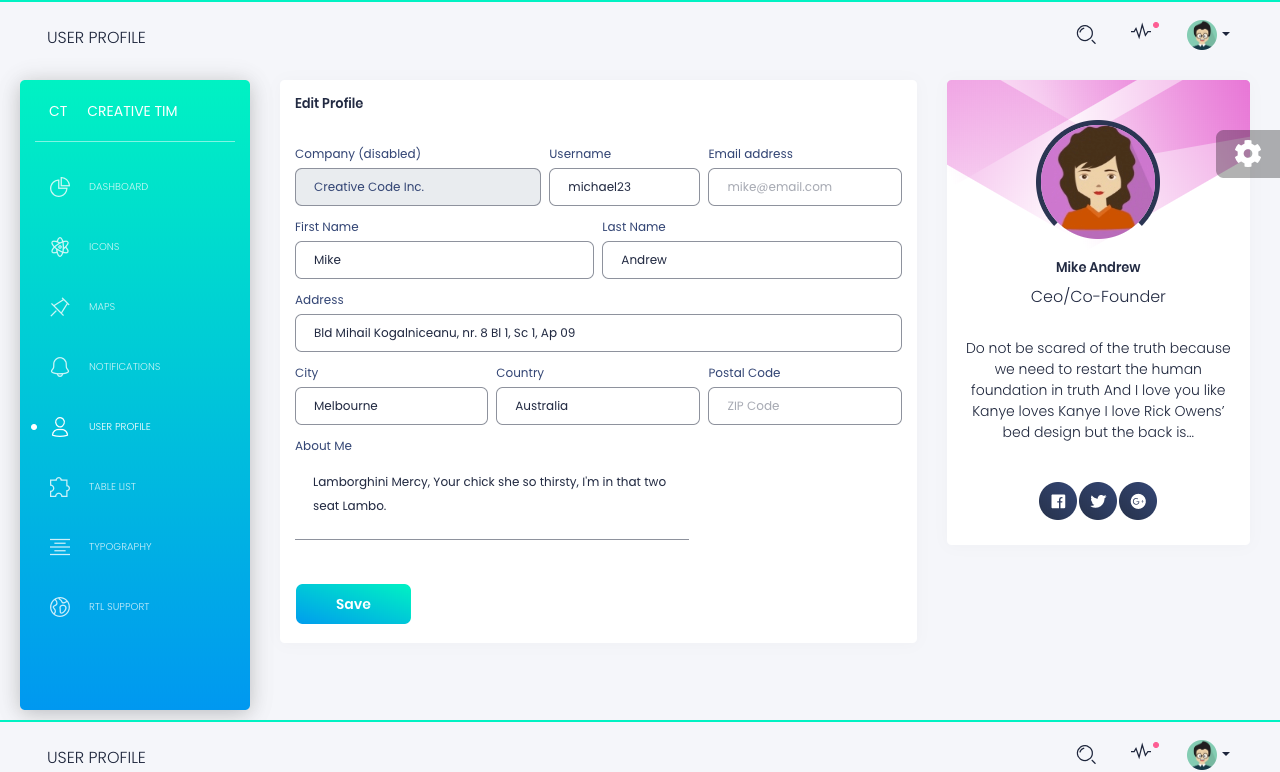 USER PROFILE
CT CREATIVE TIM
DASHBOARD
ICONS
MAPS
NOTIFICATIONS
USER PROFILE
TABLE LIST
TYPOGRAPHY
RTL SUPPORT
Edit Profile
Company (disabled) Username Email address
Creative Code Inc. michael23 mike@email.com
First Name Last Name
Mike Andrew
Address
Bld Mihail Kogalniceanu, nr. 8 Bl 1, Sc 1, Ap 09
City Country Postal Code
Melbourne Australia ZIP Code
About Me
Lamborghini Mercy, Your chick she so thirsty, I'm in that two
seat Lambo.
Save
Mike Andrew
Ceo/Co-Founder
Do not be scared of the truth because
we need to restart the human
foundation in truth And I love you like
Kanye loves Kanye I love Rick Owens’
bed design but the back is...
USER PROFILE